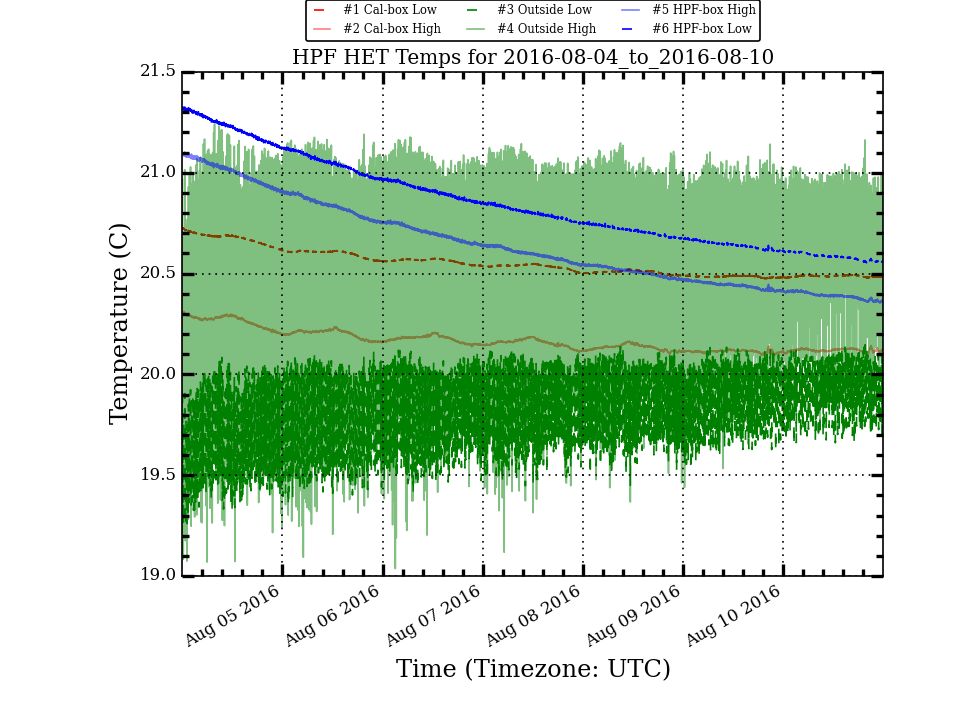 #1 Cal-box Low #3 Outside Low #5 HPF-box High
#2 Cal-box High #4 Outside High #6 HPF-box Low
HPF HET Temps for 2016-08-04_to_2016-08-10
21.5
21.0
20.5
20.0
19.5
19.0
Temperature (C)
Aug 05 2016
Aug 06 2016
Aug 07 2016
Aug 08 2016
Aug 09 2016
Aug 10 2016
Time (Timezone: UTC)